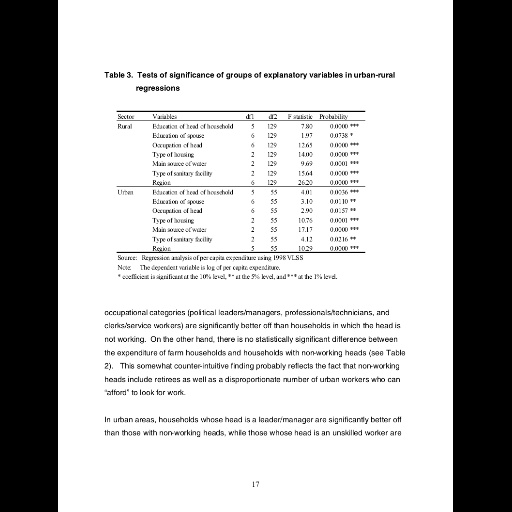 Table 3. Tests of significance of groups of explanatory variables in urban-rural
regressions
Sector Variables df1 df2 F statistic Probability
Rural Education of head of household 5 129 7.80 0.0000 ***
Education of spouse 6 129 1.97 0.0738 *
Occupation of head 6 129 12.65 0.0000 ***
Type of housing 2 129 14.00 0.0000 ***
Main source of water 2 129 9.69 0.0001 ***
Type of sanitary facility 2 129 15.64 0.0000 ***
Region 6 129 26.20 0.0000 ***
Urban Education of head of household 5 55 4.01 0.0036 ***
Education of spouse 6 55 3.10 0.0110 **
Occupation of head 6 55 2.90 0.0157 **
Type of housing 2 55 10.76 0.0001 ***
Main source of water 2 55 17.17 0.0000 ***
Type of sanitary facility 2 55 4.12 0.0216 **
Region 5 55 10.29 0.0000 ***
Source: Regression analysis of per capita expenditure using 1998 VLSS
Note: The dependent variable is log of per capita expenditure.
* coefficient is significant at the 10% level, ** at the 5% level, and *** at the 1% level.
occupational categories (political leaders/managers, professionals/technicians, and
clerks/service workers) are significantly better off than households in which the head is
not working. On the other hand, there is no statistically significant difference between
the expenditure of farm households and households with non-working heads (see Table
2). This somewhat counter-intuitive finding probably reflects the fact that non-working
heads include retirees as well as a disproportionate number of urban workers who can
“afford” to look for work.
In urban areas, households whose head is a leader/manager are significantly better off
than those with non-working heads, while those whose head is an unskilled worker are
17